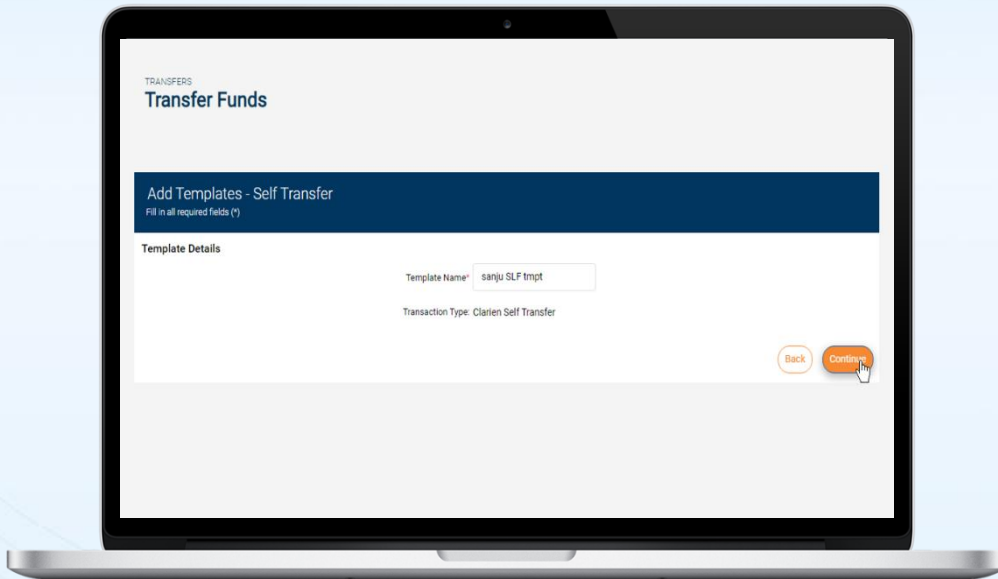 TRANSFERS
Transfer Funds
Add Templates - Self Transfer
Fill in all required fields (*)
Template Details
Template Name* sanju SLF tmpt
Transaction Type: Clarien Self Transfer
Back Continue